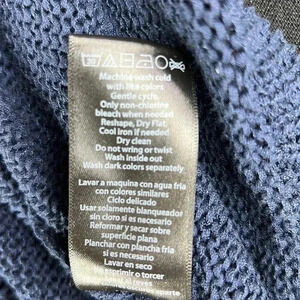 Machine wash cold
with like colors
Gentle cycle.
Only non-chlorine
bleach when needed
Reshape, Dry Flat.
Cool iron if needed
Dry clean
Do not wring or twist
Wash inside out
Wash dark colors separately
Lavar a maquina con agua fria
con colores similares
Ciclo delicado
Usar solamente blanqueador
sin cloro si es necesario
Reformar y secar sobre
superficie plana
Planchar con plancha fria
si es necesario
Lavar en seco
exprimir o torcer